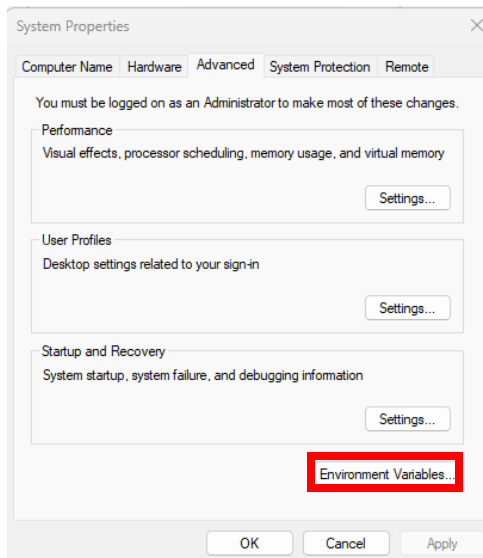 System Properties
Computer Name Hardware Advanced System Protection Remote
You must be logged on as an Administrator to make most of these changes.
Performance
Visual effects, processor scheduling, memory usage, and virtual memory
Settings...
User Profiles
Desktop settings related to your sign-in
Settings...
Startup and Recovery
System startup, system failure, and debugging information
Settings...
Environment Variables...
OK Cancel Apply